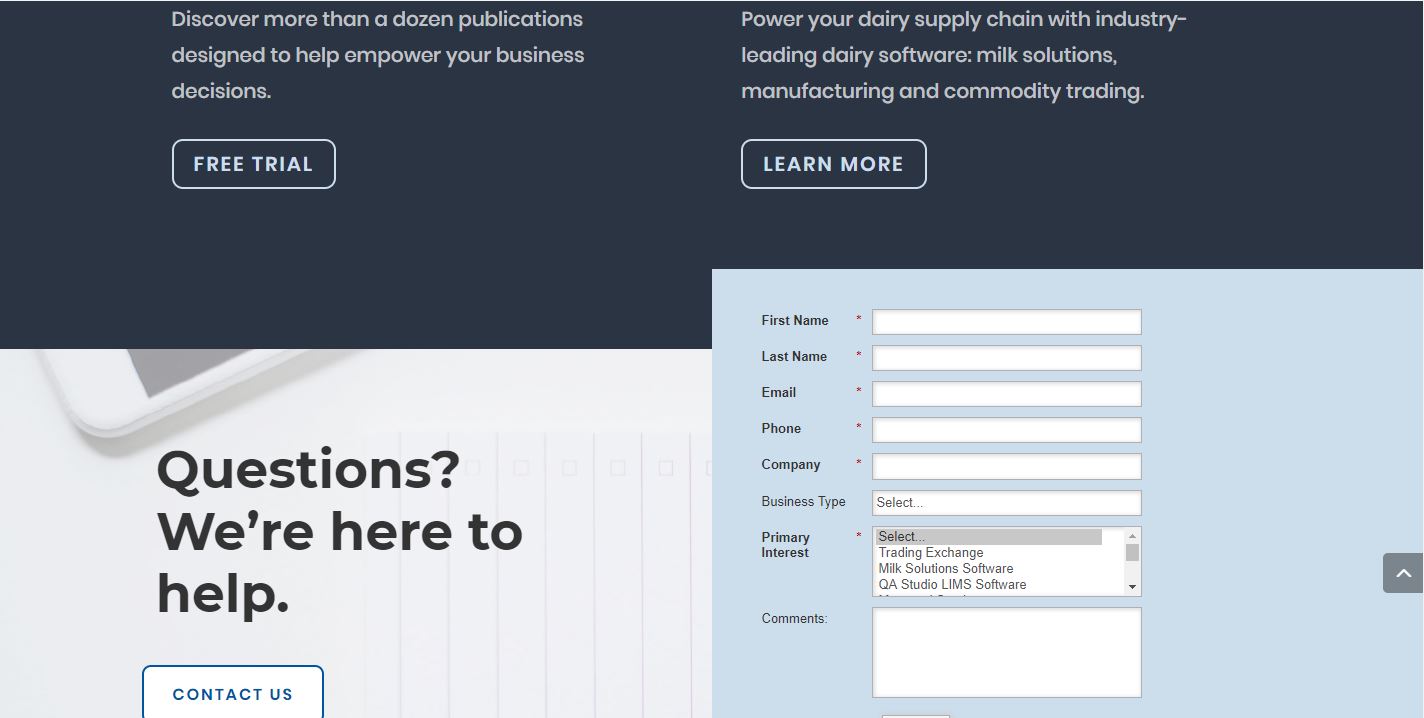 Discover more than a dozen publications
designed to help empower your business
decisions.
FREE TRIAL
Power your dairy supply chain with industry-
leading dairy software: milk solutions,
manufacturing and commodity trading.
LEARN MORE
Questions?
We’re here to
help.
CONTACT US
First Name *
Last Name *
Email *
Phone *
Company *
Business Type Select...
Primary
Interest *
Select...
Trading Exchange
Milk Solutions Software
QA Studio LIMS Software
Comments: